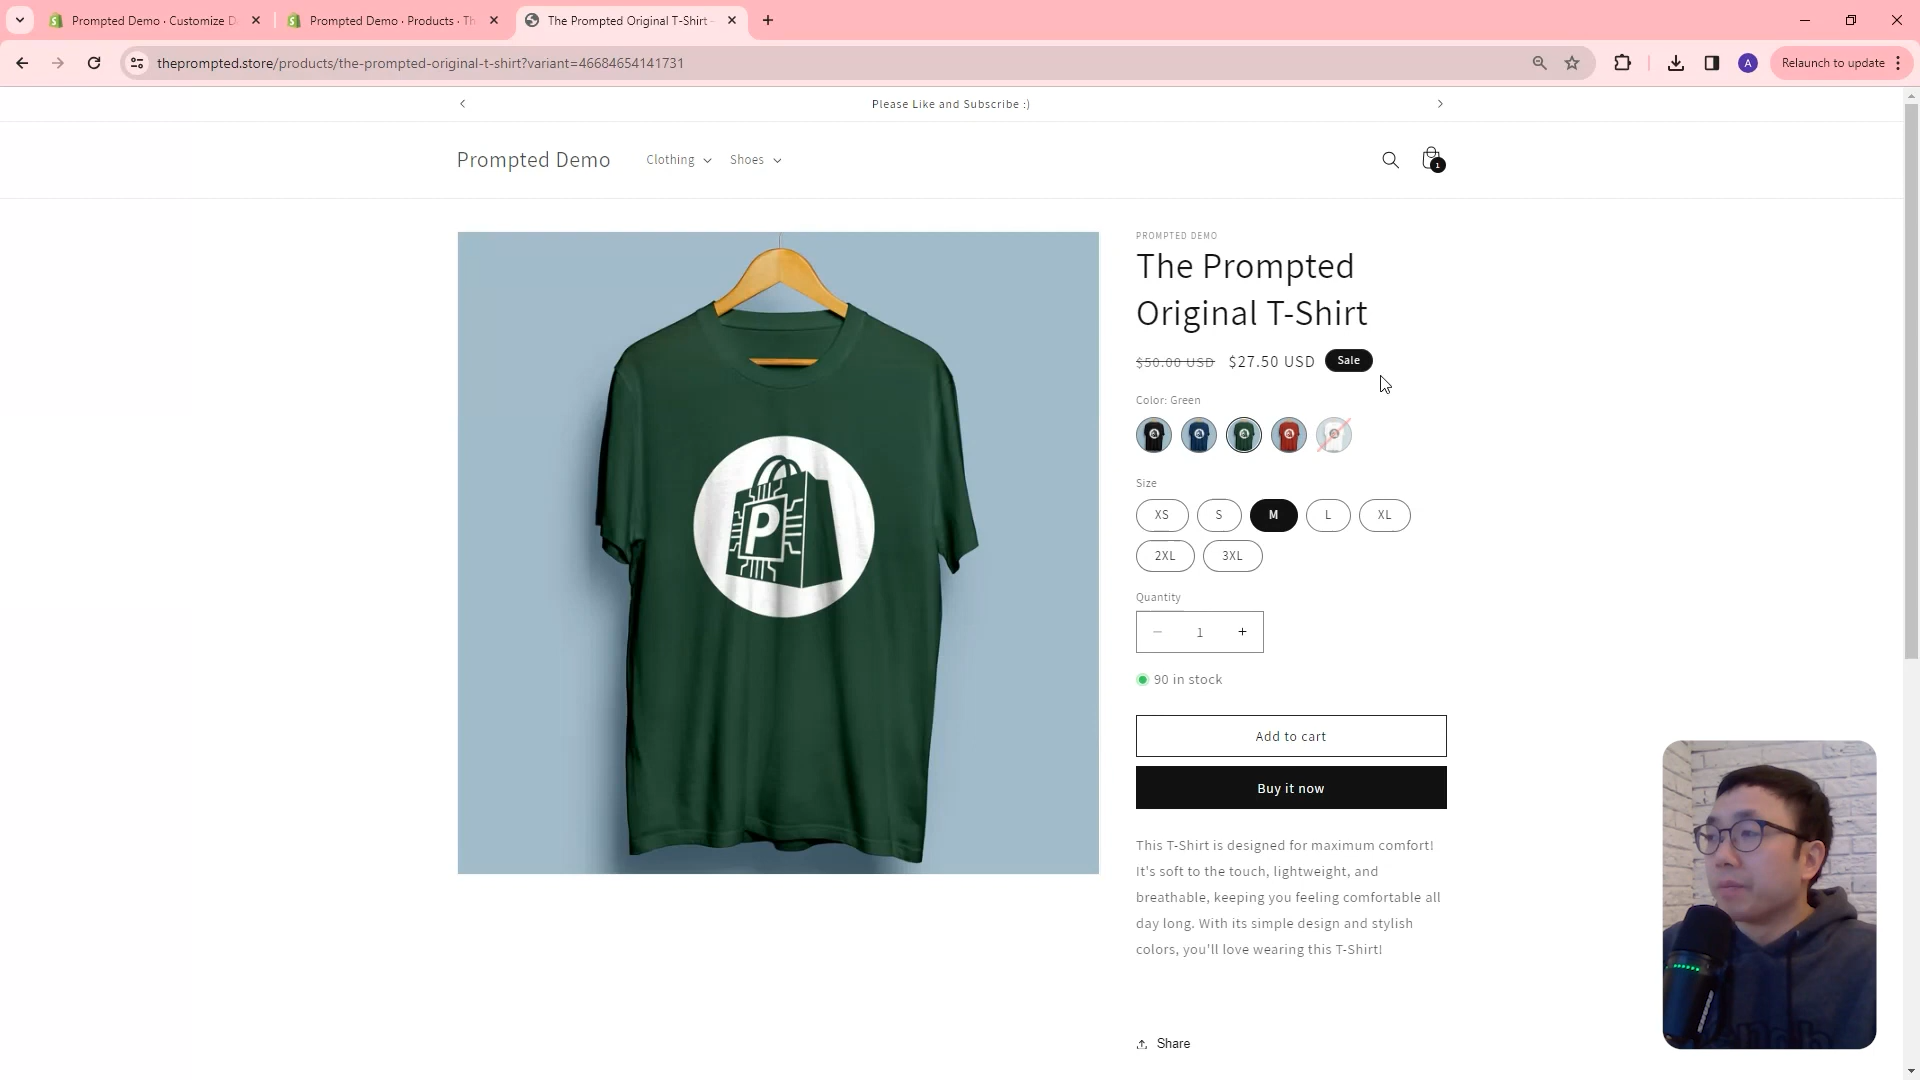 Prompted Demo · Customize D
Prompted Demo · Products · Th
The Prompted Original T-Shirt –
theprompted.store/products/the-prompted-original-t-shirt?variant=46684654141731
A
Relaunch to update
Please Like and Subscribe :)
Prompted Demo
Clothing
Shoes
1
P
PROMPTED DEMO
The Prompted
Original T-Shirt
$50.00 USD $27.50 USD Sale
Color: Green
Size
XS S M L XL
2XL 3XL
Quantity
− 1 +
90 in stock
Add to cart
Buy it now
This T-Shirt is designed for maximum comfort!
It's soft to the touch, lightweight, and
breathable, keeping you feeling comfortable all
day long. With its simple design and stylish
colors, you'll love wearing this T-Shirt!
Share